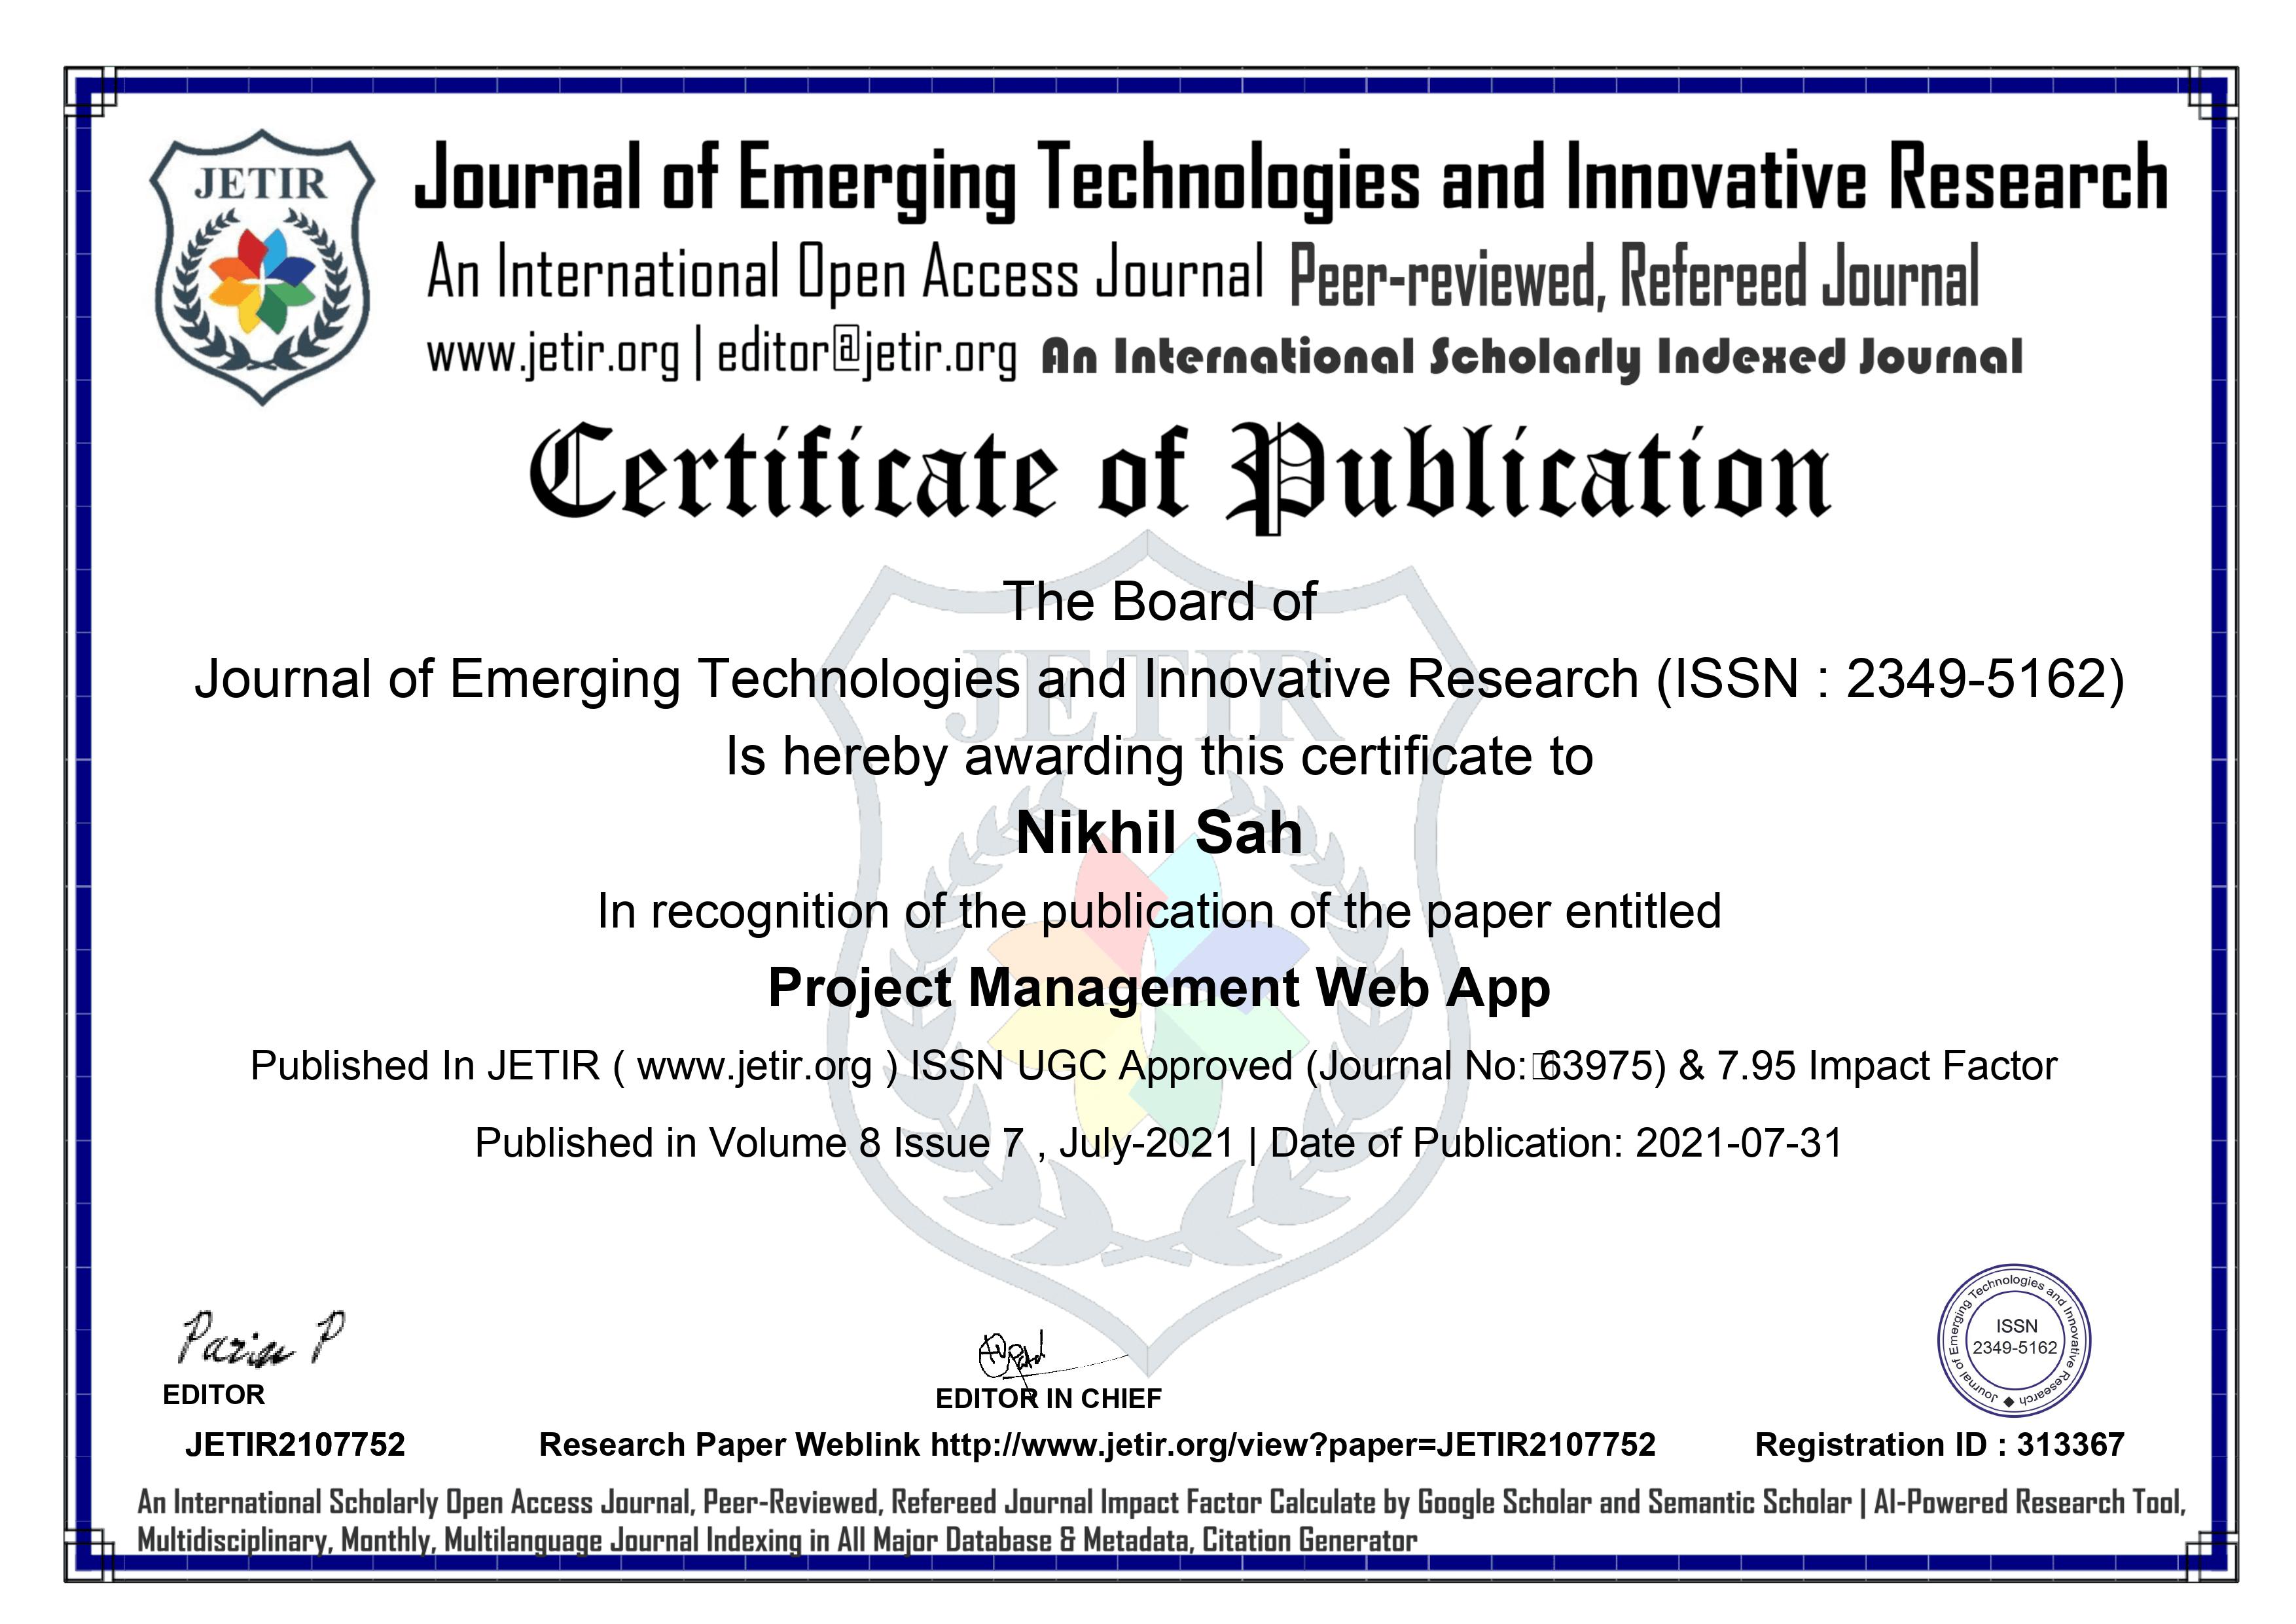 JETIR
Journal of Emerging Technologies and Innovative Research
An International Open Access Journal Peer-reviewed, Refereed Journal
www.jetir.org | editor@jetir.org An International Scholarly Indexed Journal
Certificate of Publication
The Board of
JETIR
Journal of Emerging Technologies and Innovative Research (ISSN : 2349-5162)
Is hereby awarding this certificate to
Nikhil Sah
In recognition of the publication of the paper entitled
Project Management Web App
Published In JETIR ( www.jetir.org ) ISSN UGC Approved (Journal No: 63975) & 7.95 Impact Factor
Published in Volume 8 Issue 7 , July-2021 | Date of Publication: 2021-07-31
EDITOR
EDITOR IN CHIEF
Journal of Emerging Technologies and Innovative Research
ISSN
2349-5162
JETIR2107752 Research Paper Weblink http://www.jetir.org/view?paper=JETIR2107752 Registration ID : 313367
An International Scholarly Open Access Journal, Peer-Reviewed, Refereed Journal Impact Factor Calculate by Google Scholar and Semantic Scholar | AI-Powered Research Tool,
Multidisciplinary, Monthly, Multilanguage Journal Indexing in All Major Database & Metadata, Citation Generator